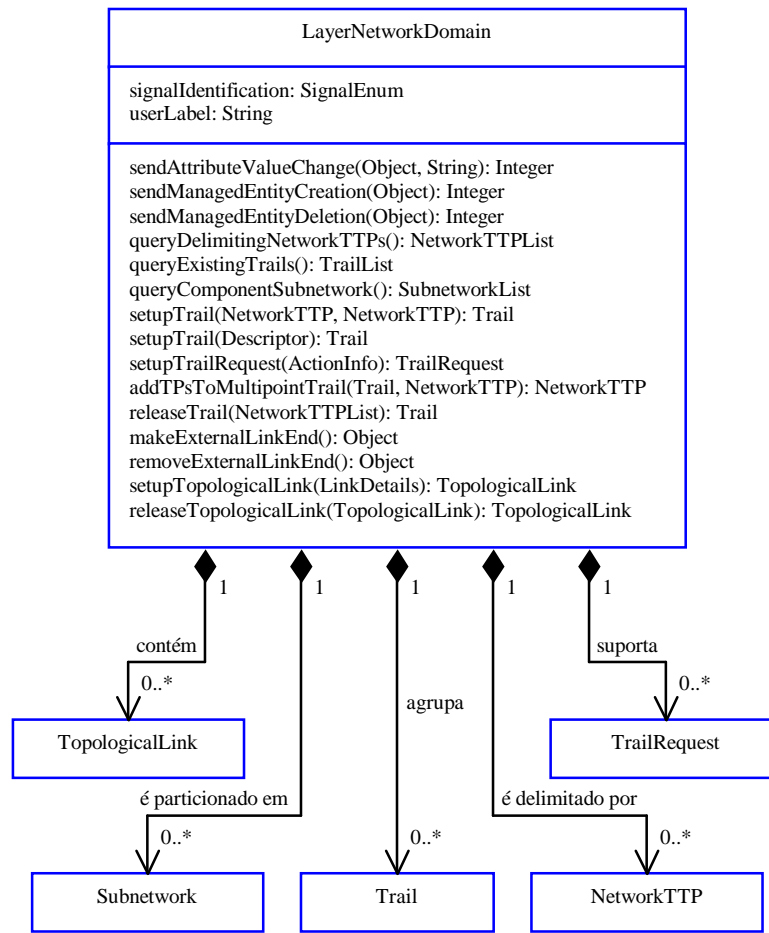 LayerNetworkDomain
signalIdentification: SignalEnum
userLabel: String
sendAttributeValueChange(Object, String): Integer
sendManagedEntityCreation(Object): Integer
sendManagedEntityDeletion(Object): Integer
queryDelimitingNetworkTTPs(): NetworkTTPList
queryExistingTrails(): TrailList
queryComponentSubnetwork(): SubnetworkList
setupTrail(NetworkTTP, NetworkTTP): Trail
setupTrail(Descriptor): Trail
setupTrailRequest(ActionInfo): TrailRequest
addTPsToMultipointTrail(Trail, NetworkTTP): NetworkTTP
releaseTrail(NetworkTTPList): Trail
makeExternalLinkEnd(): Object
removeExternalLinkEnd(): Object
setupTopologicalLink(LinkDetails): TopologicalLink
releaseTopologicalLink(TopologicalLink): TopologicalLink
1 1 1 1 1
contém suporta
0..* 0..*
agrupa
TopologicalLink TrailRequest
é particionado em é delimitado por
0..* 0..* 0..*
Subnetwork Trail NetworkTTP